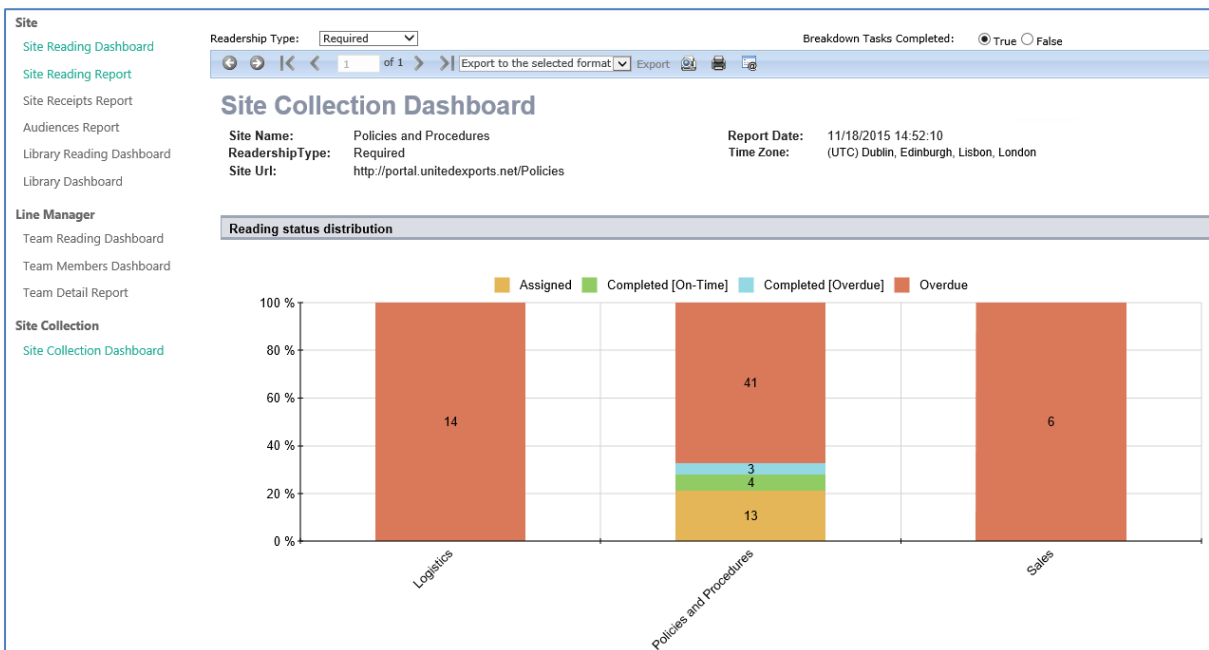 Site
Site Reading Dashboard
Site Reading Report
Site Receipts Report
Audiences Report
Library Reading Dashboard
Library Dashboard
Line Manager
Team Reading Dashboard
Team Members Dashboard
Team Detail Report
Site Collection
Site Collection Dashboard
Readership Type: Required Breakdown Tasks Completed: True False
1 of 1 Export to the selected format Export
Site Collection Dashboard
Site Name: Policies and Procedures Report Date: 11/18/2015 14:52:10
ReadershipType: Required Time Zone: (UTC) Dublin, Edinburgh, Lisbon, London
Site Url: http://portal.unitedexports.net/Policies
Reading status distribution
Assigned Completed [On-Time] Completed [Overdue] Overdue
100 %
80 %
60 %
40 %
20 %
0 %
14
41
3
4
13
6
Logistics
Policies and Procedures
Sales